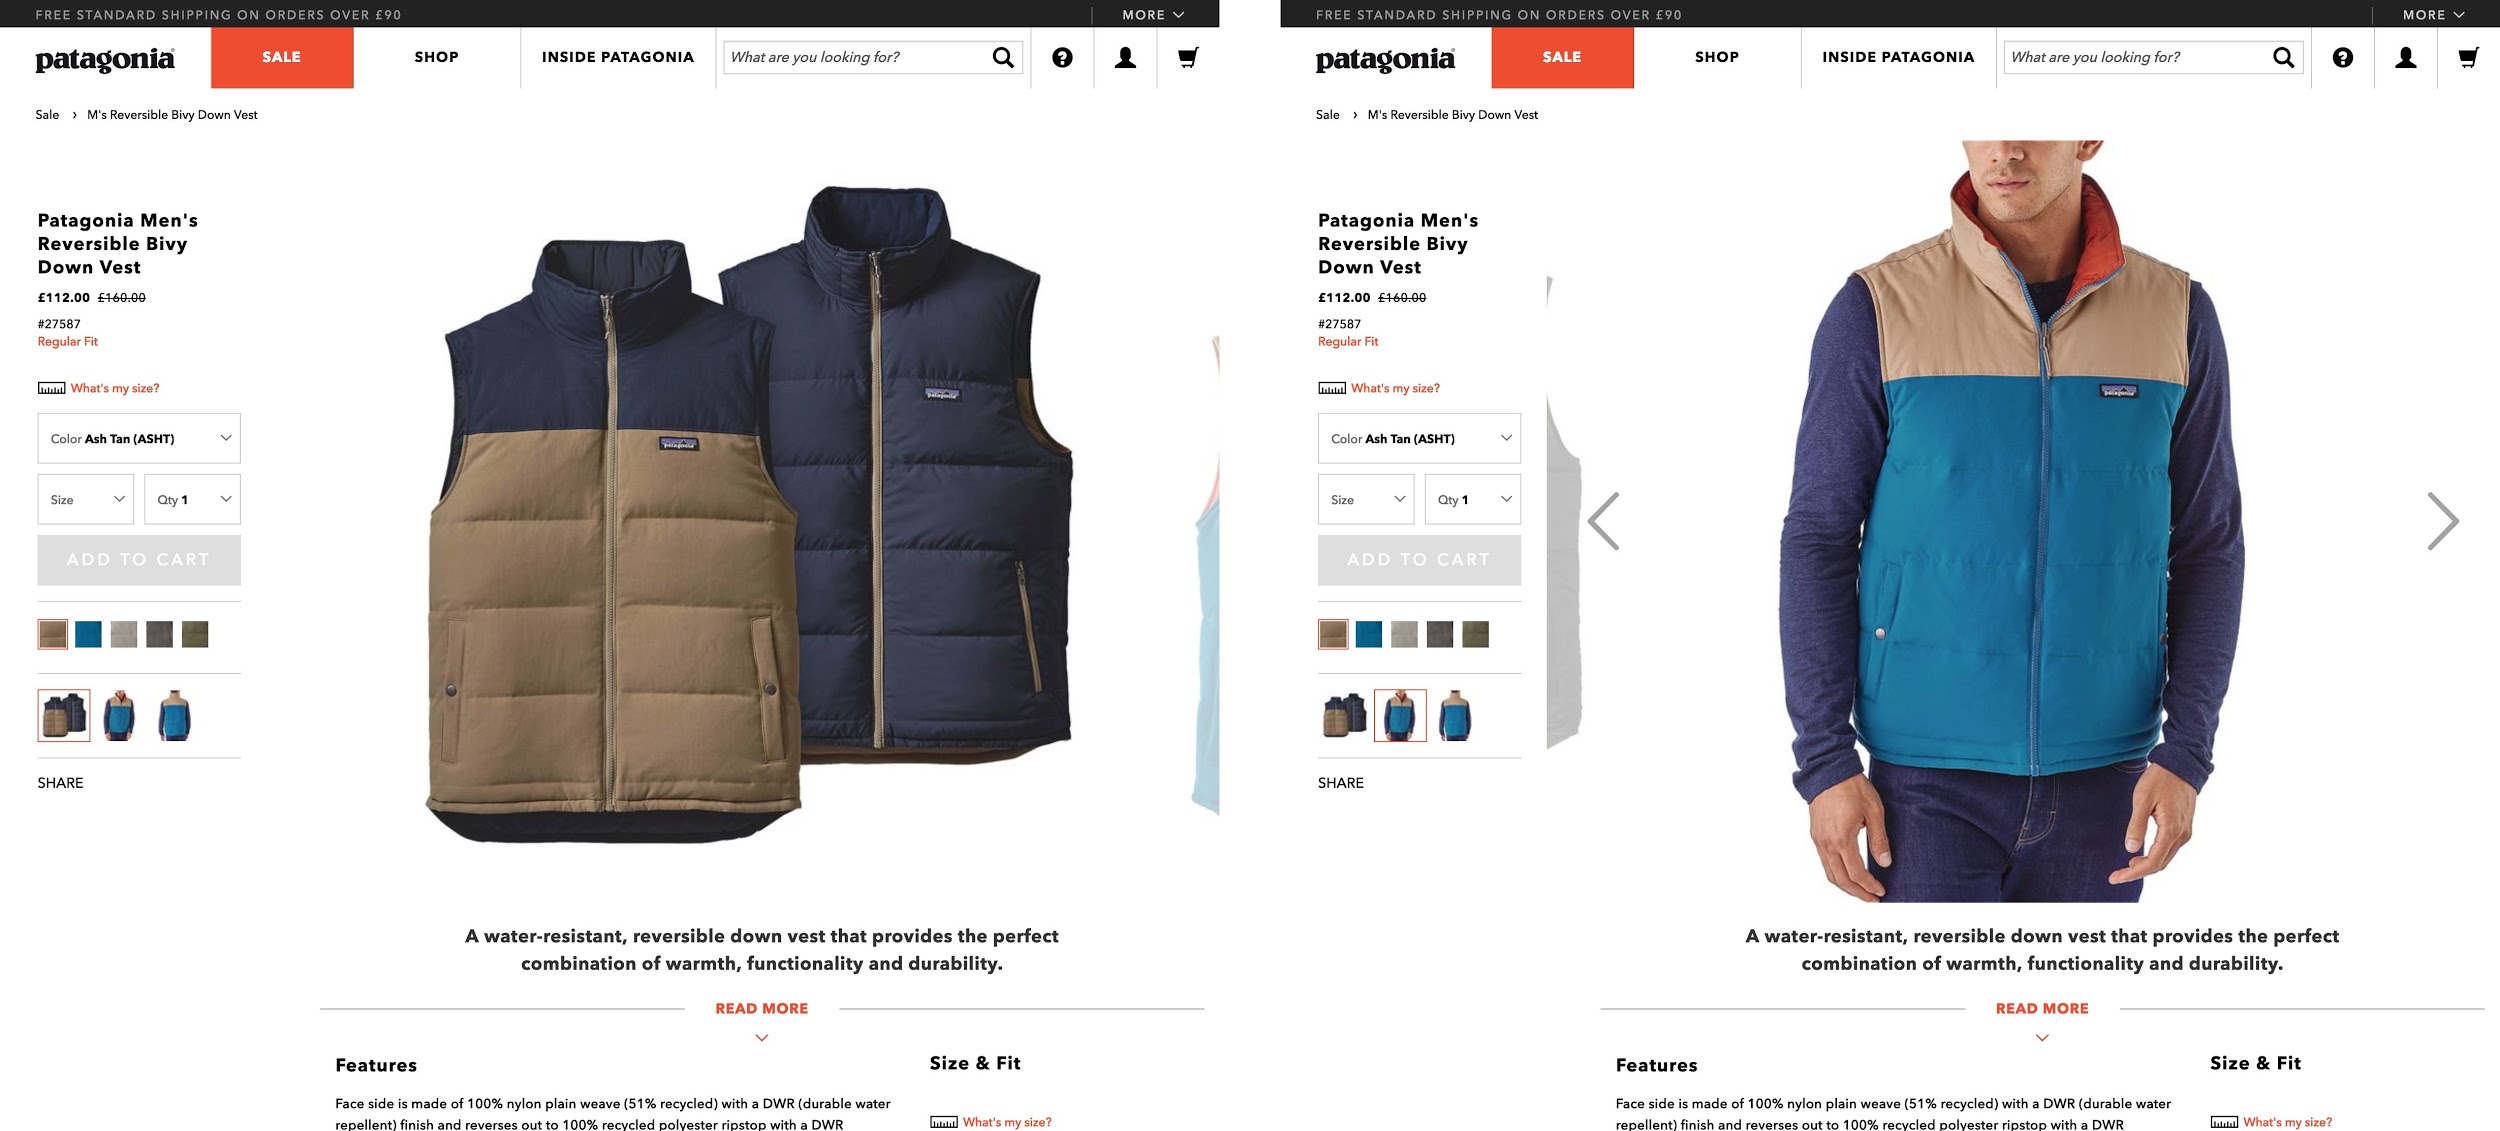 FREE STANDARD SHIPPING ON ORDERS OVER £90
MORE
patagonia
SALE
SHOP
INSIDE PATAGONIA
What are you looking for?
Sale › M's Reversible Bivy Down Vest
Patagonia Men's
Reversible Bivy
Down Vest
£112.00 £160.00
#27587
Regular Fit
What's my size?
Color Ash Tan (ASHT)
Size
Qty 1
ADD TO CART
SHARE
patagonia
patagonia
A water-resistant, reversible down vest that provides the perfect
combination of warmth, functionality and durability.
READ MORE
Features
Face side is made of 100% nylon plain weave (51% recycled) with a DWR (durable water
repellent) finish and reverses out to 100% recycled polyester ripstop with a DWR
Size & Fit
What's my size?
FREE STANDARD SHIPPING ON ORDERS OVER £90
MORE
patagonia
SALE
SHOP
INSIDE PATAGONIA
What are you looking for?
Sale › M's Reversible Bivy Down Vest
Patagonia Men's
Reversible Bivy
Down Vest
£112.00 £160.00
#27587
Regular Fit
What's my size?
Color Ash Tan (ASHT)
Size
Qty 1
ADD TO CART
SHARE
patagonia
A water-resistant, reversible down vest that provides the perfect
combination of warmth, functionality and durability.
READ MORE
Features
Face side is made of 100% nylon plain weave (51% recycled) with a DWR (durable water
repellent) finish and reverses out to 100% recycled polyester ripstop with a DWR
Size & Fit
What's my size?